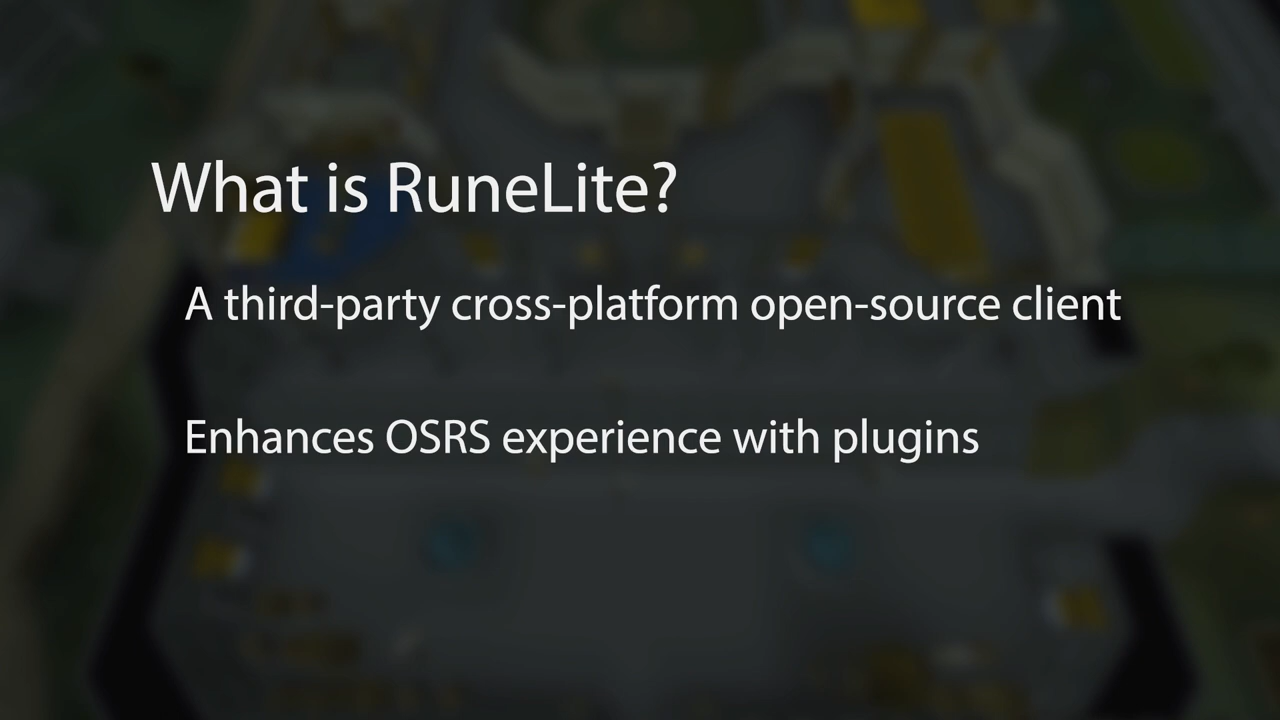 What is RuneLite?
A third-party cross-platform open-source client
Enhances OSRS experience with plugins